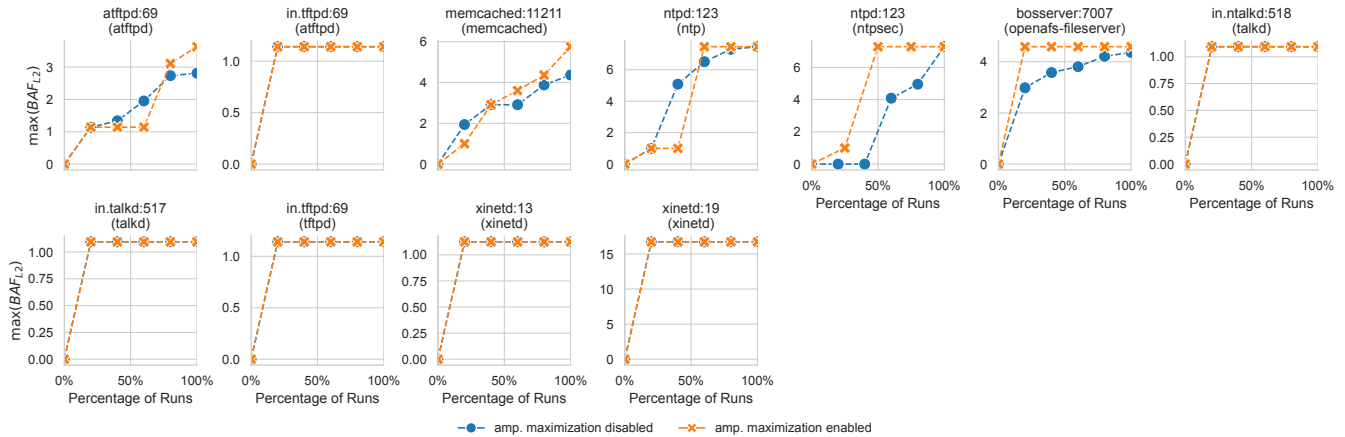 atftpd:69
(atftpd)
in.tftpd:69
(atftpd)
memcached:11211
(memcached)
ntpd:123
(ntp)
ntpd:123
(ntpsec)
bosserver:7007
(openafs-fileserver)
in.ntalkd:518
(talkd)
max(BAF_{L2})
3
2
1
0
1.0
0.5
0.0
6
4
2
0
6
4
2
0
6
4
2
0
4
2
0
1.00
0.75
0.50
0.25
0.00
0% 50% 100%
Percentage of Runs
0% 50% 100%
Percentage of Runs
0% 50% 100%
Percentage of Runs
in.talkd:517
(talkd)
in.tftpd:69
(tftpd)
xinetd:13
(xinetd)
xinetd:19
(xinetd)
max(BAF_{L2})
1.00
0.75
0.50
0.25
0.00
1.0
0.5
0.0
1.00
0.75
0.50
0.25
0.00
15
10
5
0
0% 50% 100%
Percentage of Runs
0% 50% 100%
Percentage of Runs
0% 50% 100%
Percentage of Runs
0% 50% 100%
Percentage of Runs
amp. maximization disabled
amp. maximization enabled